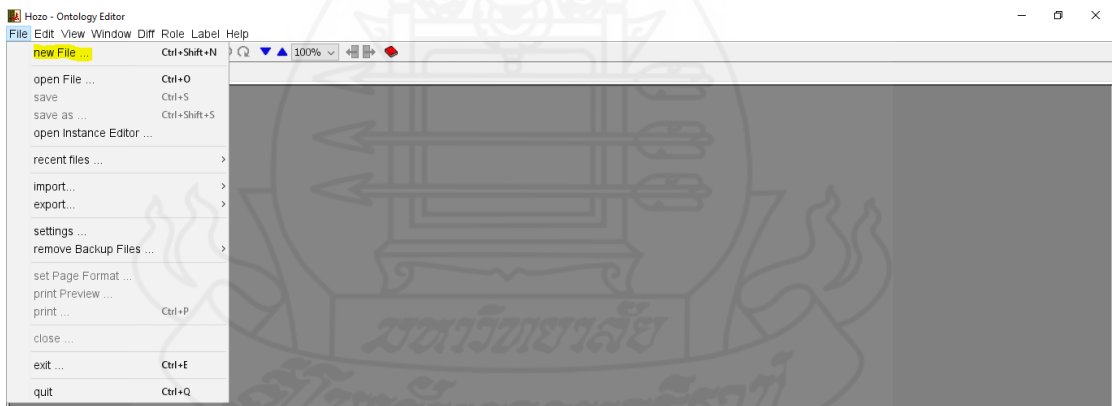 Hozo - Ontology Editor
File Edit View Window Diff Role Label Help
new File ... Ctrl+Shift+N 100%
open File ... Ctrl+O
save Ctrl+S
save as ... Ctrl+Shift+S
open Instance Editor ...
recent files ...
import...
export...
settings ...
remove Backup Files ...
set Page Format ...
print Preview ...
print ... Ctrl+P
close ...
exit ... Ctrl+E
quit Ctrl+Q
มหาวิทยาลัย